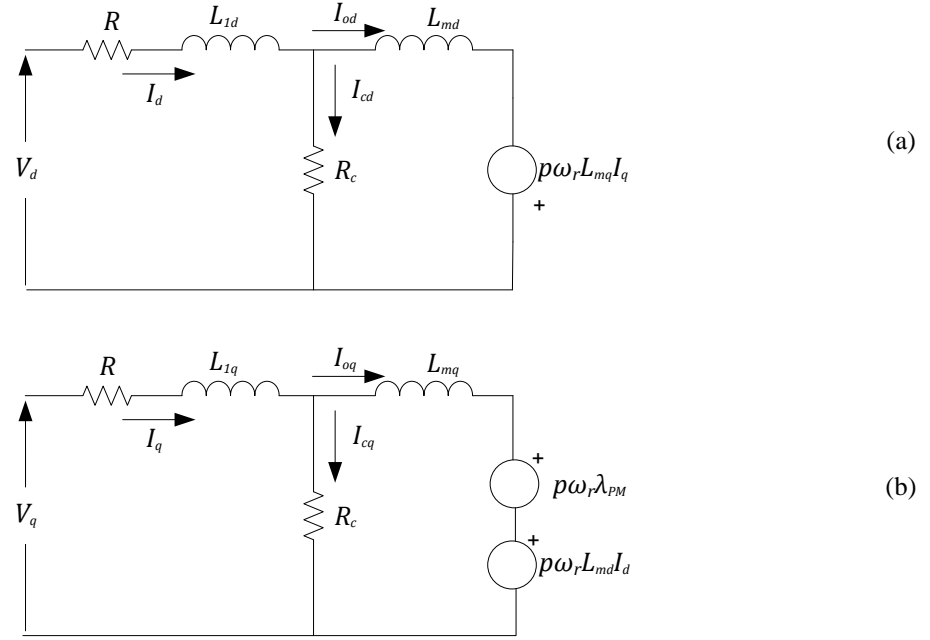 R L1d Iod Lmd
Id Icd
Vd Rc pωrLmqIq
+
(a)
R L1q Ioq Lmq
Iq Icq
+
Vq Rc pωrλPM
+
pωrLmdId
(b)